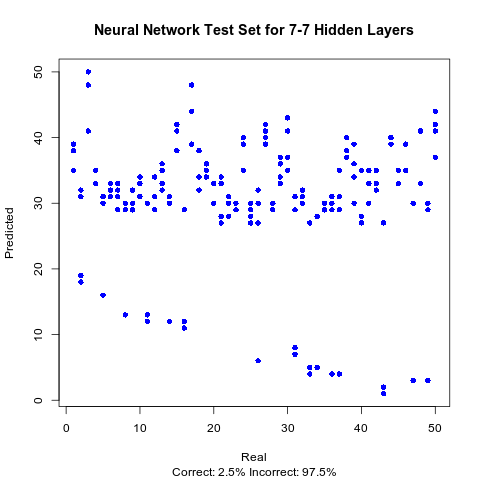 Neural Network Test Set for 7-7 Hidden Layers
Predicted
50
40
30
20
10
0
0 10 20 30 40 50
Real
Correct: 2.5% Incorrect: 97.5%